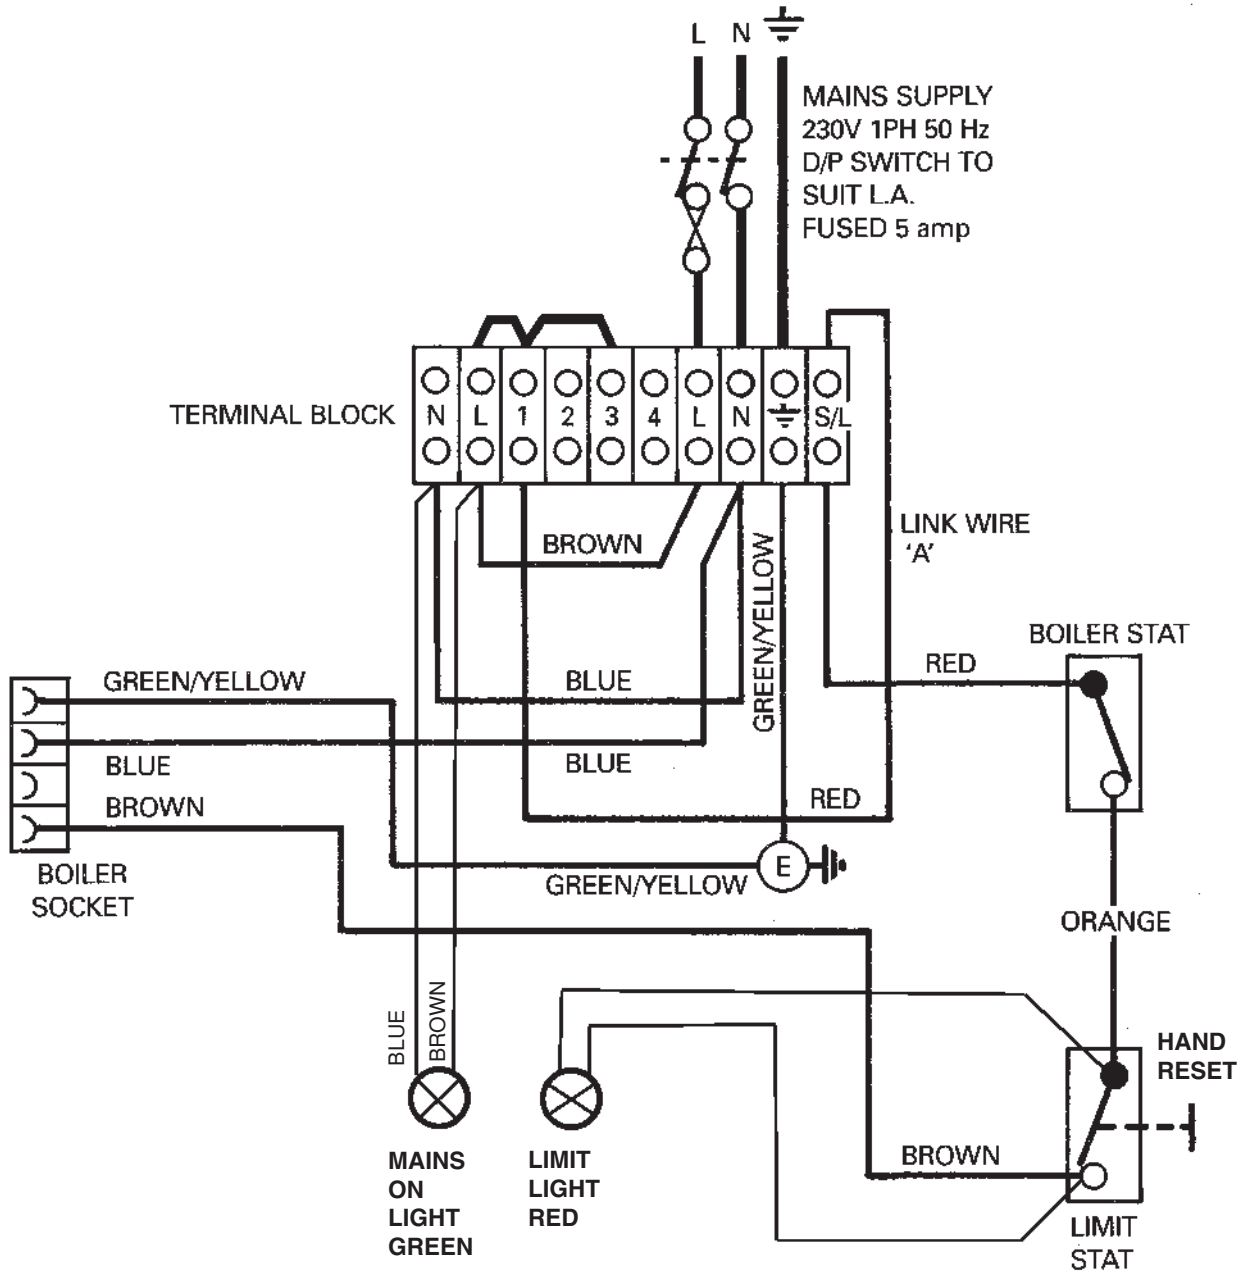 L N
MAINS SUPPLY
230V 1PH 50 Hz
D/P SWITCH TO
SUIT L.A.
FUSED 5 amp
TERMINAL BLOCK
N L 1 2 3 4 L N S/L
LINK WIRE
'A'
BROWN
GREEN/YELLOW
BOILER STAT
RED
GREEN/YELLOW
BLUE
BLUE
BLUE
BROWN
RED
BOILER
SOCKET
E
GREEN/YELLOW
ORANGE
BLUE
BROWN
HAND
RESET
BROWN
MAINS
ON
LIGHT
GREEN
LIMIT
LIGHT
RED
LIMIT
STAT